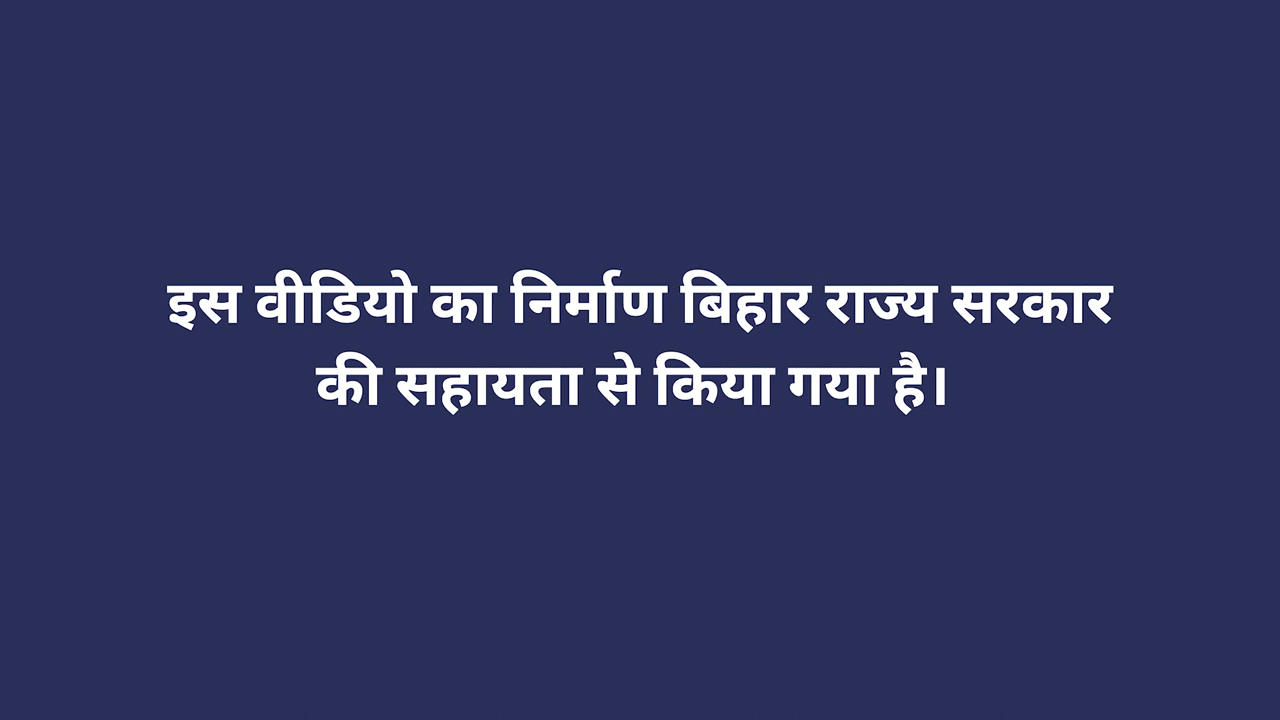 इस वीडियो का निर्माण बिहार राज्य सरकार
की सहायता से किया गया है।